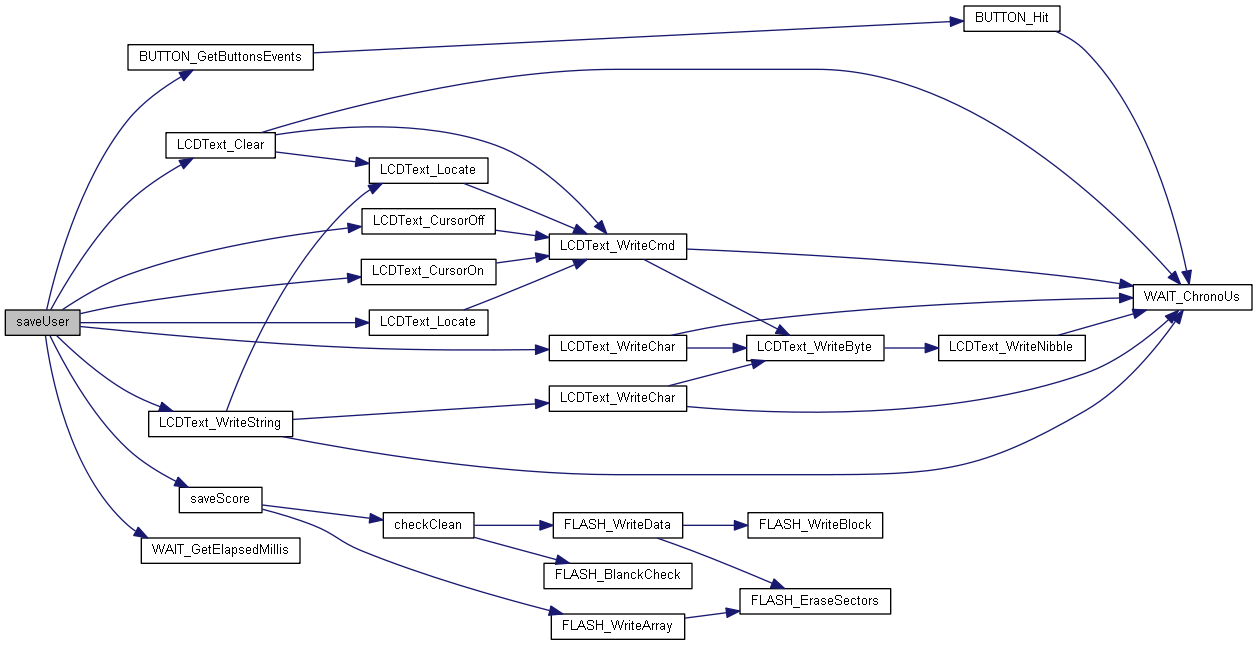 BUTTON_Hit
BUTTON_GetButtonsEvents
LCDText_Clear
LCDText_Locate
LCDText_CursorOff
LCDText_WriteCmd
LCDText_CursorOn
WAIT_ChronoUs
saveUser
LCDText_Locate
LCDText_WriteChar
LCDText_WriteByte
LCDText_WriteNibble
LCDText_WriteChar
LCDText_WriteString
saveScore
checkClean
FLASH_WriteData
FLASH_WriteBlock
WAIT_GetElapsedMillis
FLASH_BlanckCheck
FLASH_EraseSectors
FLASH_WriteArray